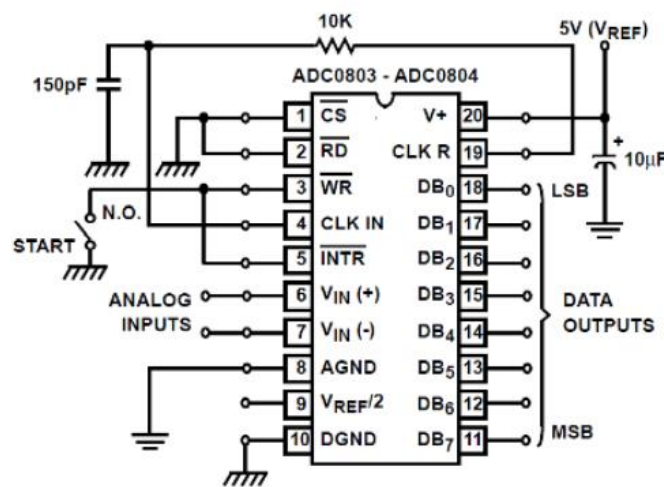 10K
5V (VREF)
150pF
ADC0803 - ADC0804
1 CS V+ 20
2 RD CLK R 19
10µF
+
3 WR DB0 18 LSB
N.O.
START
4 CLK IN DB1 17
5 INTR DB2 16
ANALOG
INPUTS
6 VIN (+) DB3 15
DATA
OUTPUTS
7 VIN (-) DB4 14
8 AGND DB5 13
9 VREF/2 DB6 12
10 DGND DB7 11 MSB